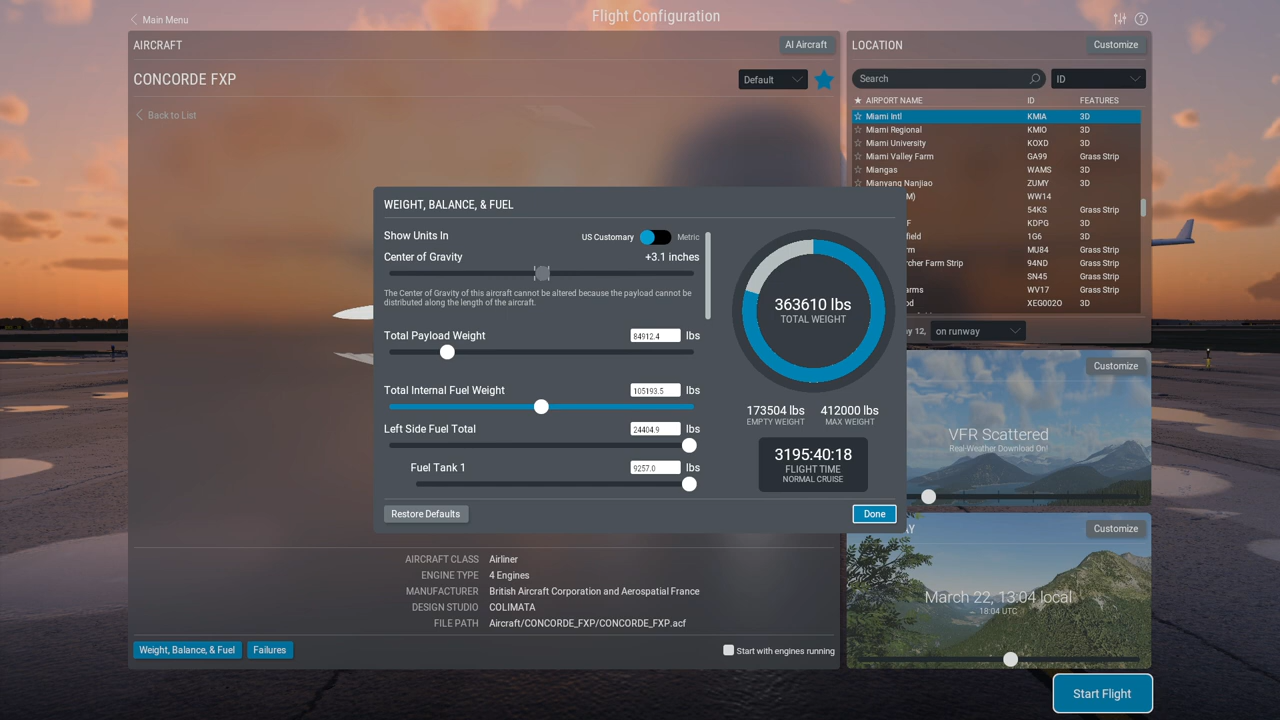 Main Menu
Flight Configuration
AIRCRAFT
AI Aircraft
CONCORDE FXP
Default
Back to List
LOCATION
Customize
Search
ID
★ AIRPORT NAME ID FEATURES
Miami Intl KMIA 3D
Miami Regional KMIO 3D
Miami University KOXD 3D
Miami Valley Farm GA99 Grass Strip
Miangas WAMS 3D
Mianyang Nanjiao ZUMY 3D
M) WW14
54KS Grass Strip
F KDPG 3D
field 1G6 3D
rm MU84 Grass Strip
rcher Farm Strip 94ND Grass Strip
SN45 Grass Strip
arms WV17 Grass Strip
od XEG002O 3D
y 12, on runway
WEIGHT, BALANCE, & FUEL
Show Units In
US Customary
Metric
Center of Gravity
+3.1 inches
The Center of Gravity of this aircraft cannot be altered because the payload cannot be
distributed along the length of the aircraft.
Total Payload Weight
84912.4 lbs
Total Internal Fuel Weight
105193.5 lbs
Left Side Fuel Total
24404.9 lbs
Fuel Tank 1
9257.0 lbs
363610 lbs
TOTAL WEIGHT
173504 lbs
EMPTY WEIGHT
412000 lbs
MAX WEIGHT
3195:40:18
FLIGHT TIME
NORMAL CRUISE
Restore Defaults
Done
Customize
VFR Scattered
Real-Weather Download On!
Y
Customize
March 22, 13:04 local
18:04 UTC
AIRCRAFT CLASS Airliner
ENGINE TYPE 4 Engines
MANUFACTURER British Aircraft Corporation and Aerospatial France
DESIGN STUDIO COLIMATA
FILE PATH Aircraft/CONCORDE_FXP/CONCORDE_FXP.acf
Weight, Balance, & Fuel
Failures
Start with engines running
Start Flight